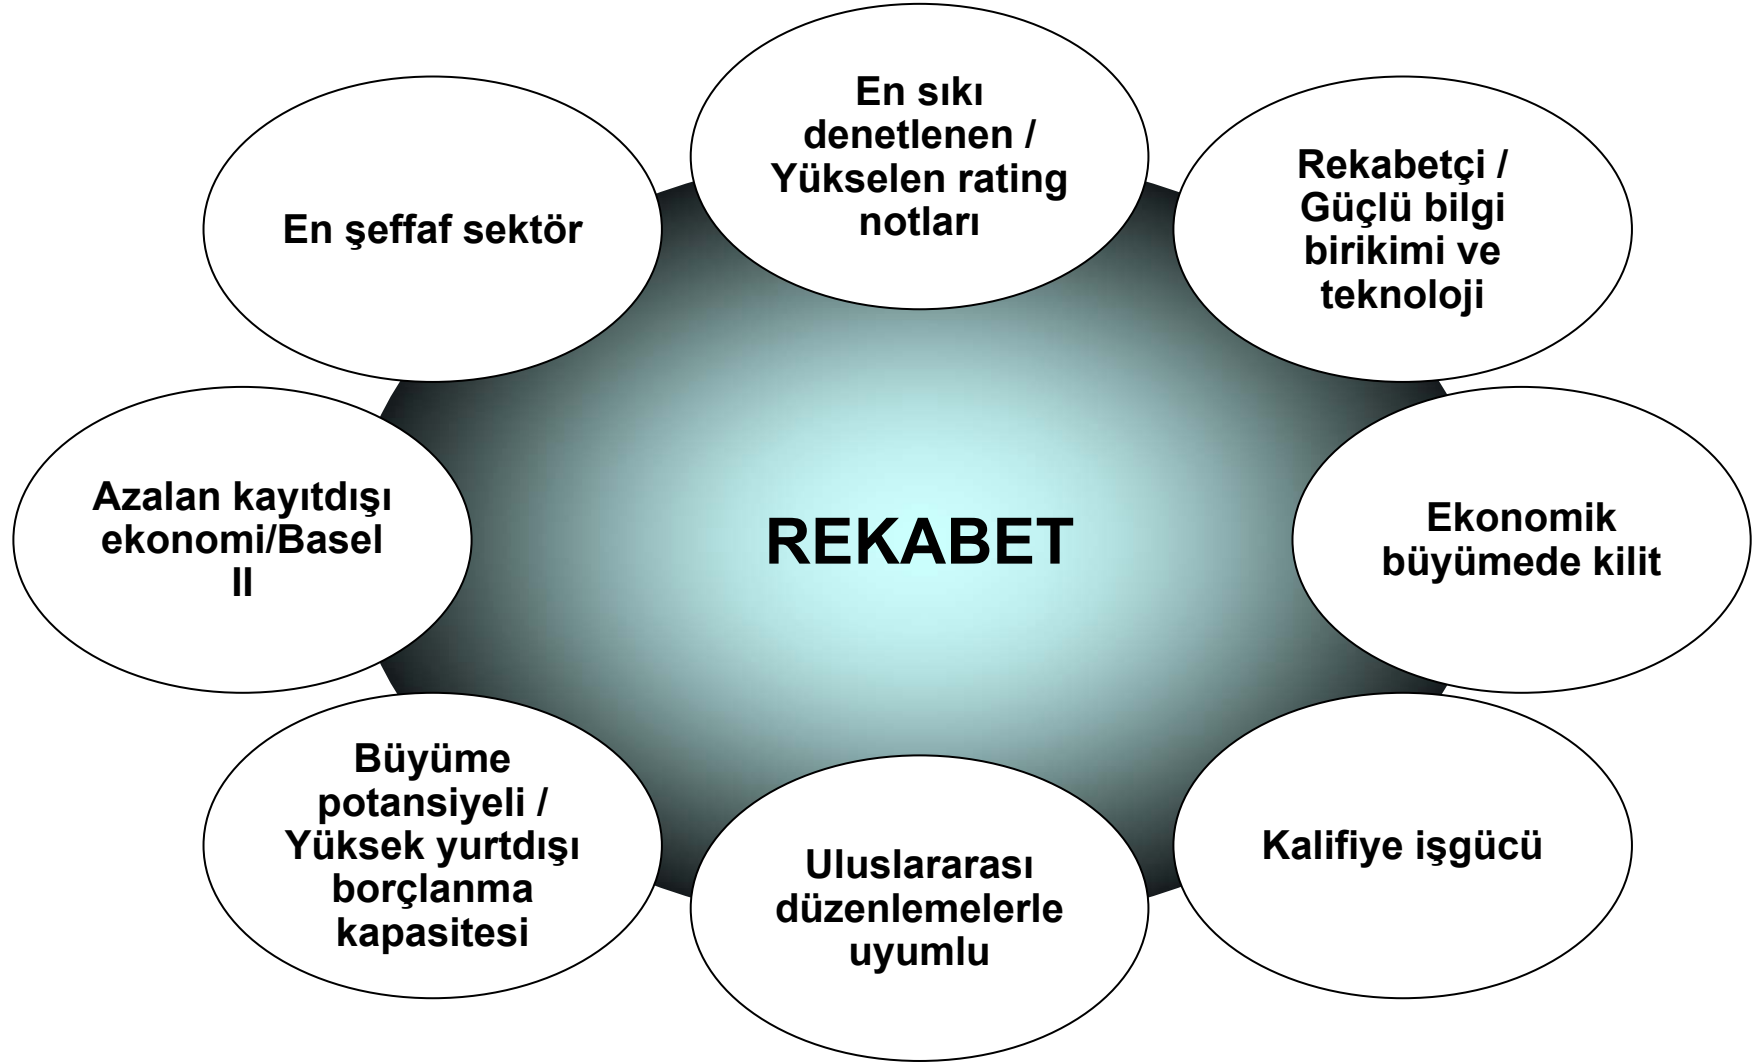 En sıkı
denetlenen /
Yükselen rating
notları
Rekabetçi /
Güçlü bilgi
birikimi ve
teknoloji
En şeffaf sektör
Azalan kayıtdışı
ekonomi/Basel
II
REKABET
Ekonomik
büyümede kilit
Büyüme
potansiyeli /
Yüksek yurtdışı
borçlanma
kapasitesi
Uluslararası
düzenlemelerle
uyumlu
Kalifiye işgücü